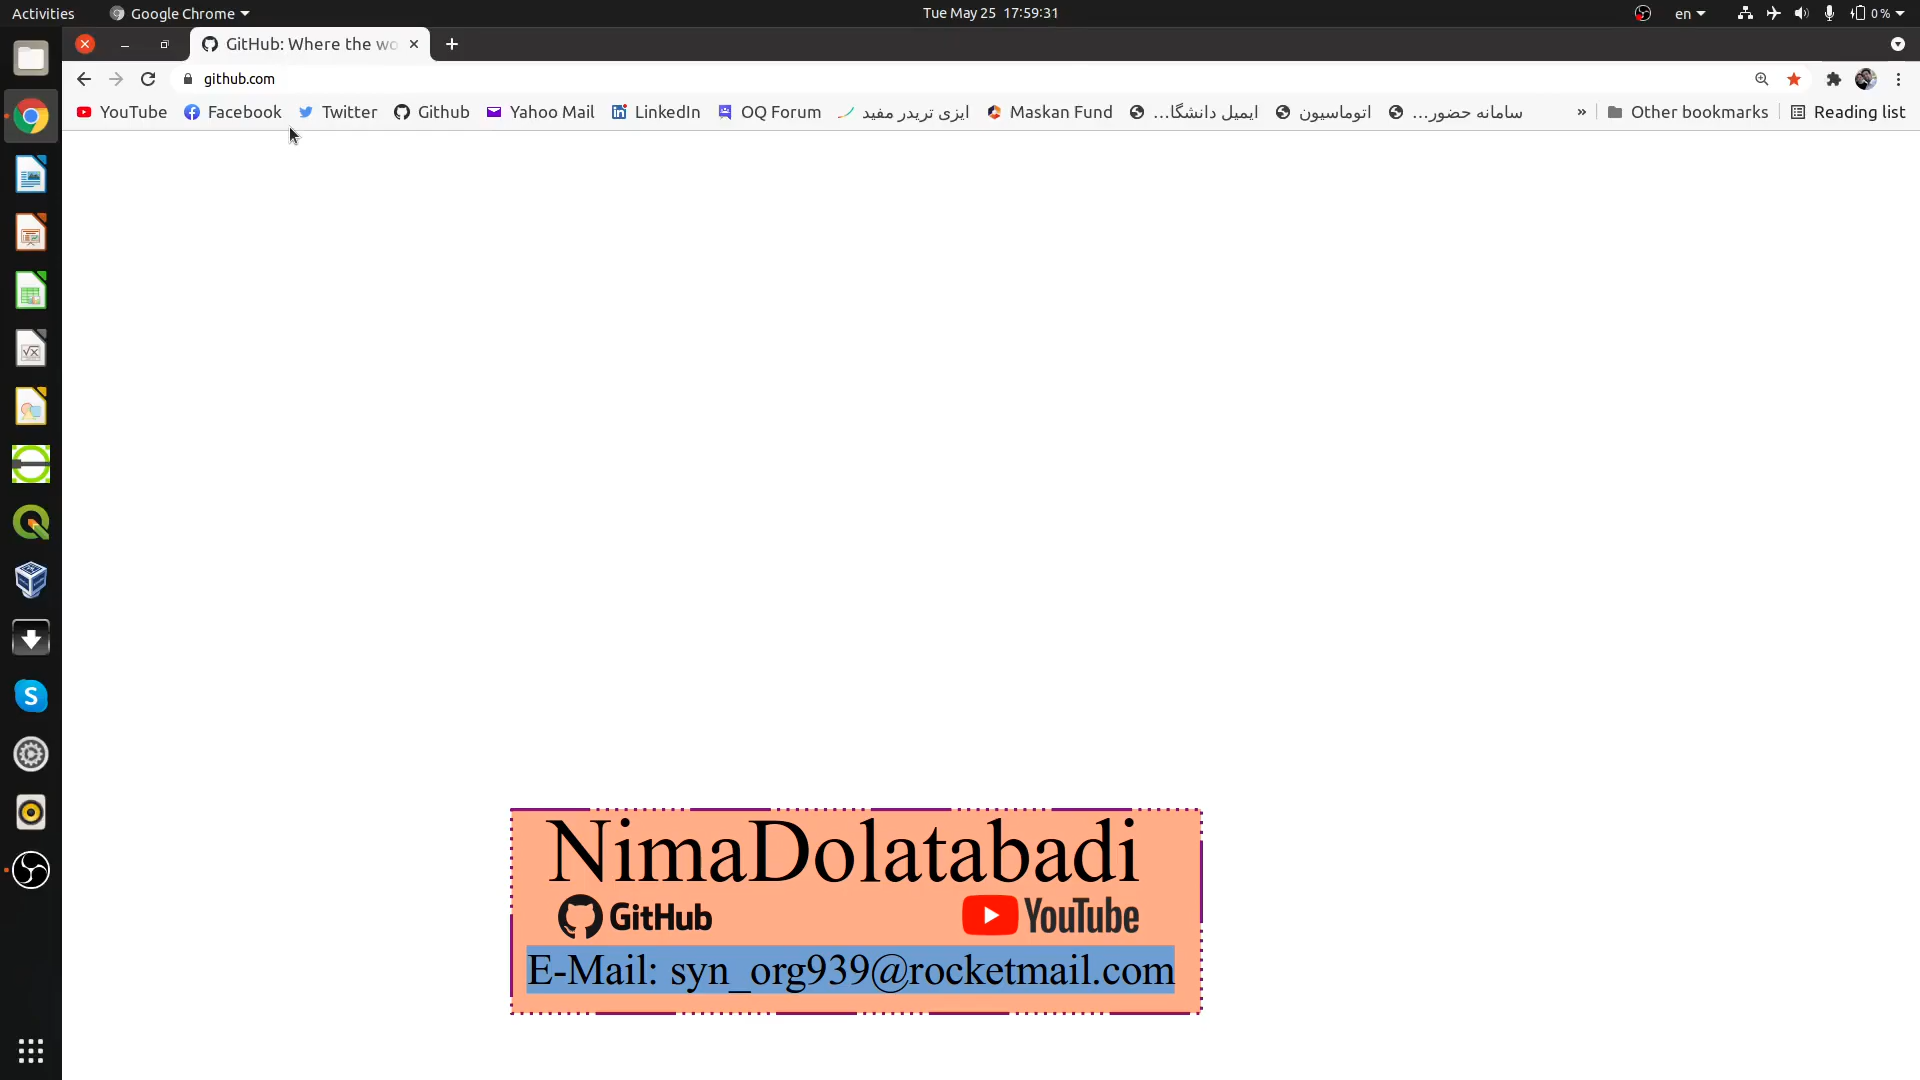 Activities
Google Chrome
Tue May 25 17:59:31
en
0 %
GitHub: Where the wo
github.com
YouTube
Facebook
Twitter
Github
Yahoo Mail
LinkedIn
OQ Forum
ایزی تریدر مفید
Maskan Fund
ایمیل دانشگا...
اتوماسیون
سامانه حضور...
»
Other bookmarks
Reading list
NimaDolatabadi
GitHub
YouTube
E-Mail: syn_org939@rocketmail.com